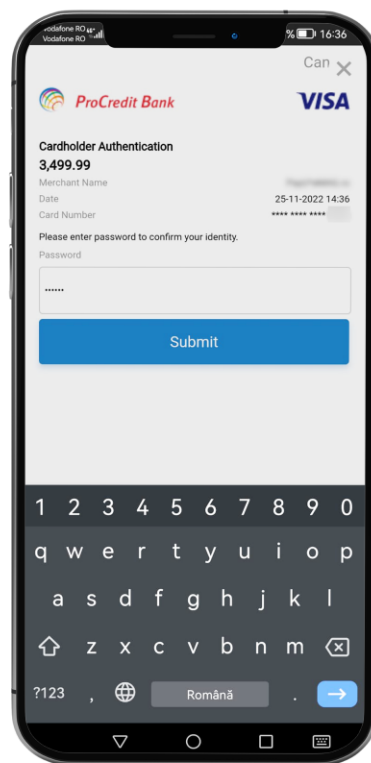 Vodafone RO
Vodafone RO
% 16:36
Can
ProCredit Bank
VISA
Cardholder Authentication
3,499.99
Merchant Name
Date 25-11-2022 14:36
Card Number **** **** ****
Please enter password to confirm your identity.
Password
······
Submit
1 2 3 4 5 6 7 8 9 0
q w e r t y u i o p
a s d f g h j k l
z x c v b n m
?123 , Română .